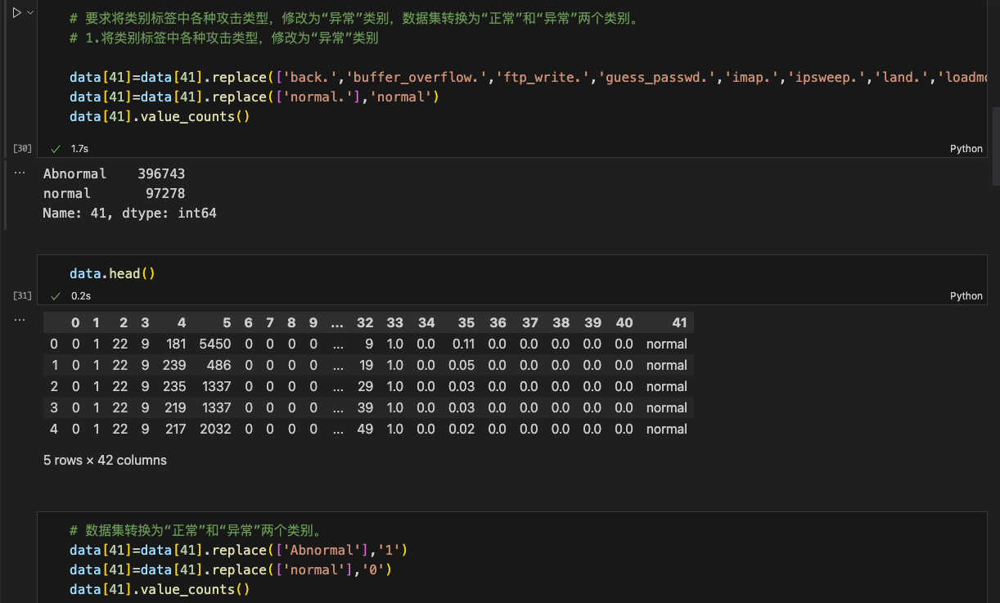 # 要求将类别标签中各种攻击类型，修改为“异常”类别，数据集转换为“正常”和“异常”两个类别。
# 1.将类别标签中各种攻击类型，修改为“异常”类别
data[41]=data[41].replace(['back.','buffer_overflow.','ftp_write.','guess_passwd.','imap.','ipsweep.','land.','loadmo
data[41]=data[41].replace(['normal.'],'normal')
data[41].value_counts()
[30] 1.7s Python
... Abnormal 396743
normal 97278
Name: 41, dtype: int64
data.head()
[31] 0.2s Python
... 0 1 2 3 4 5 6 7 8 9 ... 32 33 34 35 36 37 38 39 40 41
0 0 1 22 9 181 5450 0 0 0 0 ... 9 1.0 0.0 0.11 0.0 0.0 0.0 0.0 0.0 normal
1 0 1 22 9 239 486 0 0 0 0 ... 19 1.0 0.0 0.05 0.0 0.0 0.0 0.0 0.0 normal
2 0 1 22 9 235 1337 0 0 0 0 ... 29 1.0 0.0 0.03 0.0 0.0 0.0 0.0 0.0 normal
3 0 1 22 9 219 1337 0 0 0 0 ... 39 1.0 0.0 0.03 0.0 0.0 0.0 0.0 0.0 normal
4 0 1 22 9 217 2032 0 0 0 0 ... 49 1.0 0.0 0.02 0.0 0.0 0.0 0.0 0.0 normal
5 rows × 42 columns
# 数据集转换为“正常”和“异常”两个类别。
data[41]=data[41].replace(['Abnormal'],'1')
data[41]=data[41].replace(['normal'],'0')
data[41].value_counts()